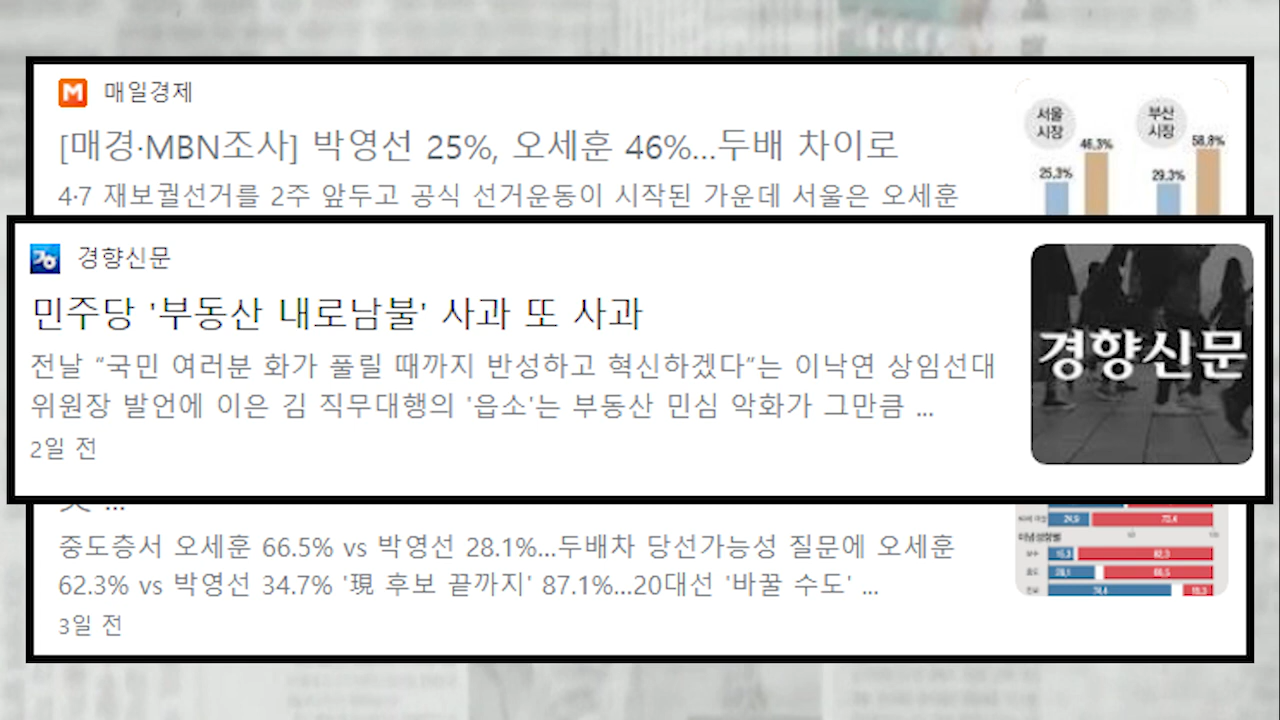 매일경제
[매경·MBN조사] 박영선 25%, 오세훈 46%...두배 차이로
4·7 재보궐선거를 2주 앞두고 공식 선거운동이 시작된 가운데 서울은 오세훈
서울
시장
부산
시장
46.3%
58.8%
25.3%
29.3%
경향신문
민주당 '부동산 내로남불' 사과 또 사과
전날 “국민 여러분 화가 풀릴 때까지 반성하고 혁신하겠다”는 이낙연 상임선대
위원장 발언에 이은 김 직무대행의 '읍소'는 부동산 민심 악화가 그만큼 ...
2일 전
경향신문
중도층서 오세훈 66.5% vs 박영선 28.1%...두배차 당선가능성 질문에 오세훈
62.3% vs 박영선 34.7% '現 후보 끝까지' 87.1%...20대선 '바꿀 수도' ...
3일 전